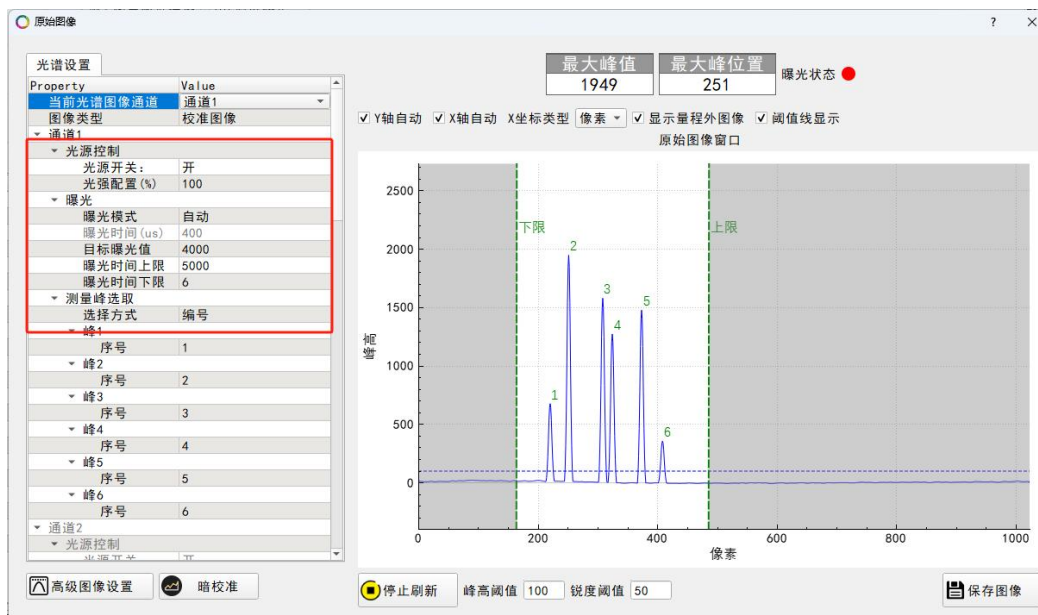 原始图像 ?
光谱设置
Property Value
当前光谱图像通道 通道1
图像类型 校准图像
通道1
光源控制
光源开关： 开
光强配置(%) 100
曝光
曝光模式 自动
曝光时间(us) 400
目标曝光值 4000
曝光时间上限 5000
曝光时间下限 6
测量峰选取
选择方式 编号
峰1
序号 1
峰2
序号 2
峰3
序号 3
峰4
序号 4
峰5
序号 5
峰6
序号 6
通道2
光源控制
光源开关 开
高级图像设置 暗校准
最大峰值 最大峰位置 曝光状态
1949 251
Y轴自动 X轴自动 X坐标类型 像素 显示量程外图像 阈值线显示
原始图像窗口
峰高
2500
2000
1500
1000
500
0
下限 上限
1
2
3
4
5
6
0 200 400 600 800 1000
像素
停止刷新 峰高阈值 100 锐度阈值 50 保存图像